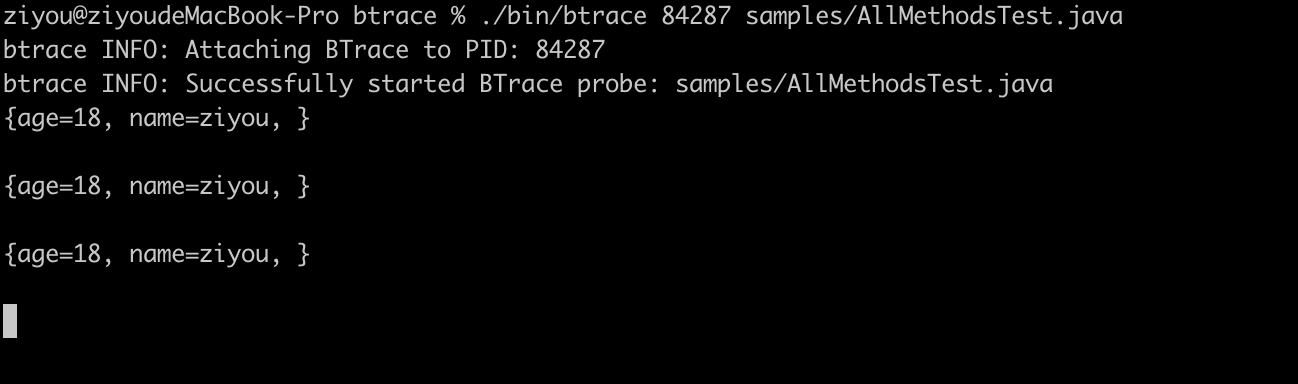 ziyou@ziyoudeMacBook-Pro btrace % ./bin/btrace 84287 samples/AllMethodsTest.java
btrace INFO: Attaching BTrace to PID: 84287
btrace INFO: Successfully started BTrace probe: samples/AllMethodsTest.java
{age=18, name=ziyou, }
{age=18, name=ziyou, }
{age=18, name=ziyou, }